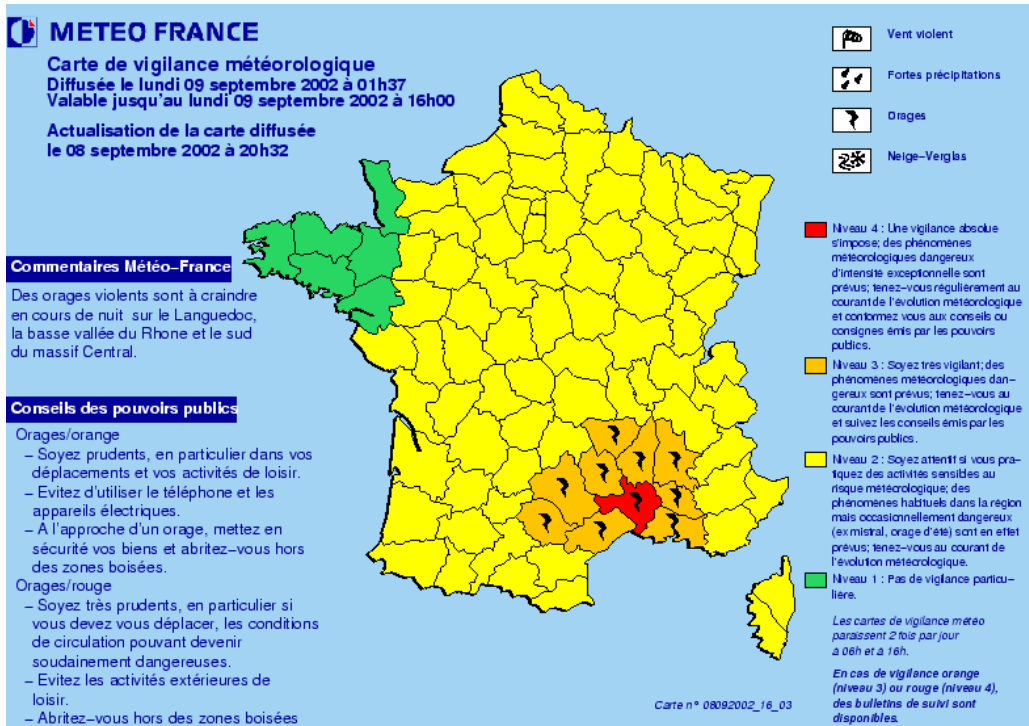 METEO FRANCE
Carte de vigilance météorologique
Diffusée le lundi 09 septembre 2002 à 01h37
Valable jusqu'au lundi 09 septembre 2002 à 16h00
Actualisation de la carte diffusée
le 08 septembre 2002 à 20h32
Commentaires Météo–France
Des orages violents sont à craindre
en cours de nuit sur le Languedoc,
la basse vallée du Rhone et le sud
du massif Central.
Conseils des pouvoirs publics
Orages/orange
– Soyez prudents, en particulier dans vos
déplacements et vos activités de loisir.
– Evitez d'utiliser le téléphone et les
appareils électriques.
– A l'approche d'un orage, mettez en
sécurité vos biens et abritez–vous hors
des zones boisées.
Orages/rouge
– Soyez très prudents, en particulier si
vous devez vous déplacer, les conditions
de circulation pouvant devenir
soudainement dangereuses.
– Evitez les activités extérieures de
loisir.
– Abritez–vous hors des zones boisées
Vent violent
Fortes précipitations
Orages
Neige–Verglas
Niveau 4 : Une vigilance absolue
s'impose; des phénomènes
météorologiques dangereux
d'intensité exceptionnelle sont
prévus; tenez–vous régulièrement au
courant de l'évolution météorologique
et conformez vous aux conseils ou
consignes émis par les pouvoirs
publics.
Niveau 3 : Soyez très vigilant; des
phénomènes météorologiques dan–
gereux sont prévus; tenez–vous au
courant de l'évolution météorologique
et suivez les conseils émis par les
pouvoirs publics.
Niveau 2 : Soyez attentif si vous pra–
tiquez des activités sensibles au
risque météorologique; des
phénomènes habituels dans la région
mais occasionnellement dangereux
(ex mistral, orage d'été) sont en effet
prévus; tenez–vous au courant de
l'évolution météorologique.
Niveau 1 : Pas de vigilance particu–
lière.
Les cartes de vigilance météo
paraissent 2 fois par jour
à 06h et à 16h.
En cas de vigilance orange
(niveau 3) ou rouge (niveau 4),
des bulletins de suivi sont
disponibles.
Carte n° 08092002_16_03